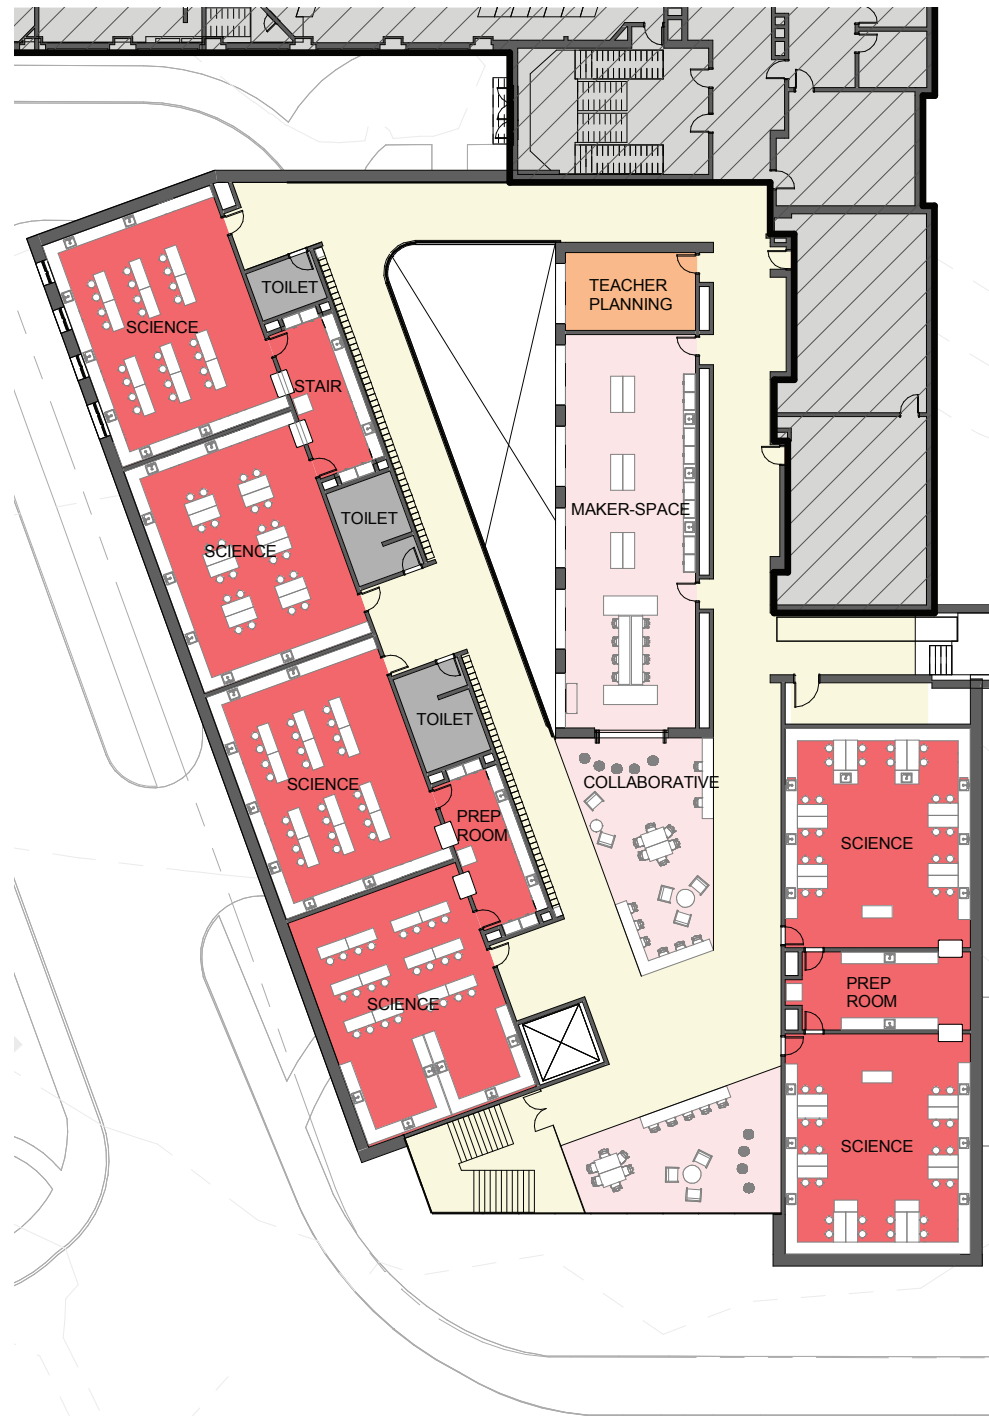 TEACHER
PLANNING
TOILET
SCIENCE
STAIR
MAKER-SPACE
TOILET
SCIENCE
TOILET
COLLABORATIVE
SCIENCE
PREP
ROOM
SCIENCE
PREP
ROOM
SCIENCE
SCIENCE